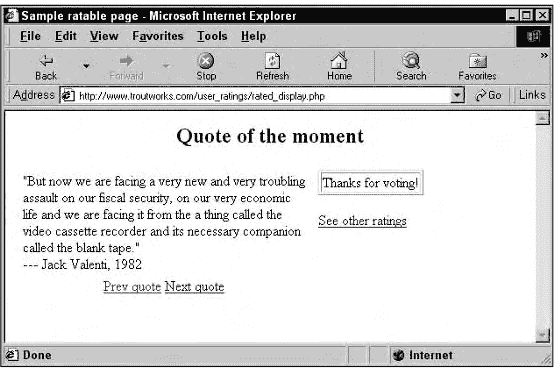 Sample ratable page - Microsoft Internet Explorer
File Edit View Favorites Tools Help
Back Forward Stop Refresh Home Search Favorites »
Address http://www.troutworks.com/user_ratings/rated_display.php Go Links
Quote of the moment
"But now we are facing a very new and very troubling
assault on our fiscal security, on our very economic
life and we are facing it from the a thing called the
video cassette recorder and its necessary companion
called the blank tape."
--- Jack Valenti, 1982
Prev quote Next quote
Thanks for voting!
See other ratings
Done Internet